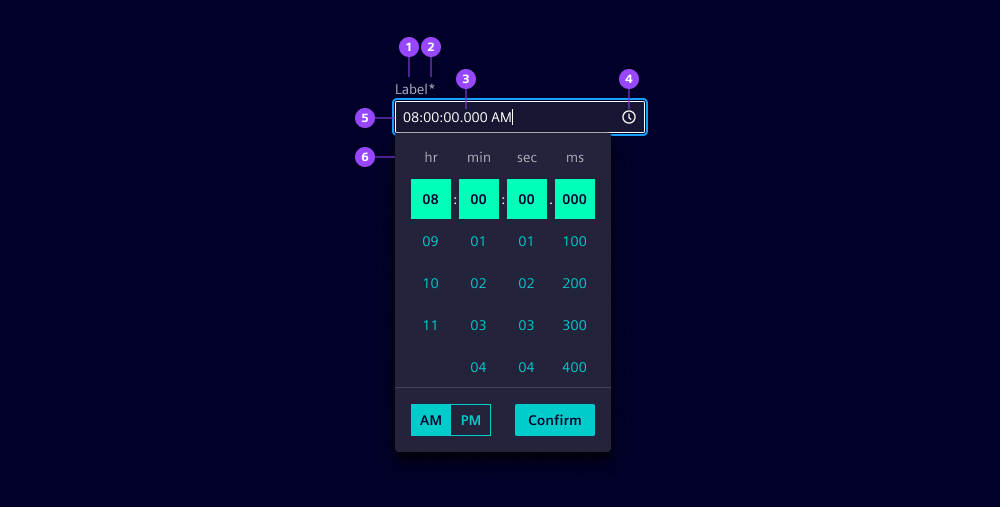 1 2
3 4
Label*
5 08:00:00.000 AM
6 hr min sec ms
08 : 00 : 00 . 000
09 01 01 100
10 02 02 200
11 03 03 300
04 04 400
AM PM Confirm